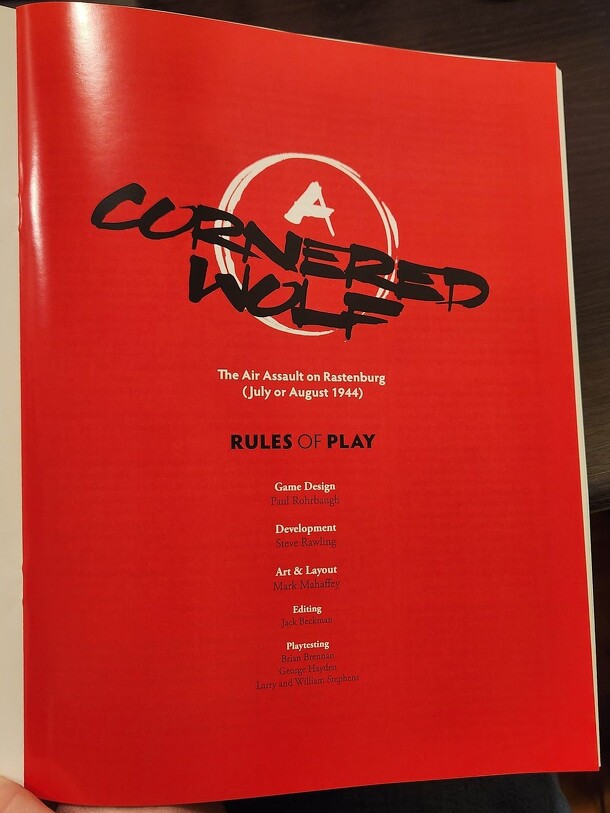 A
CORNERED
WOLF
The Air Assault on Rastenburg
(July or August 1944)
RULES OF PLAY
Game Design
Paul Rohrbaugh
Development
Steve Rawling
Art & Layout
Mark Mahaffey
Editing
Jack Beckman
Playtesting
Brian Brennan
George Hayden
Larry and William Stephens